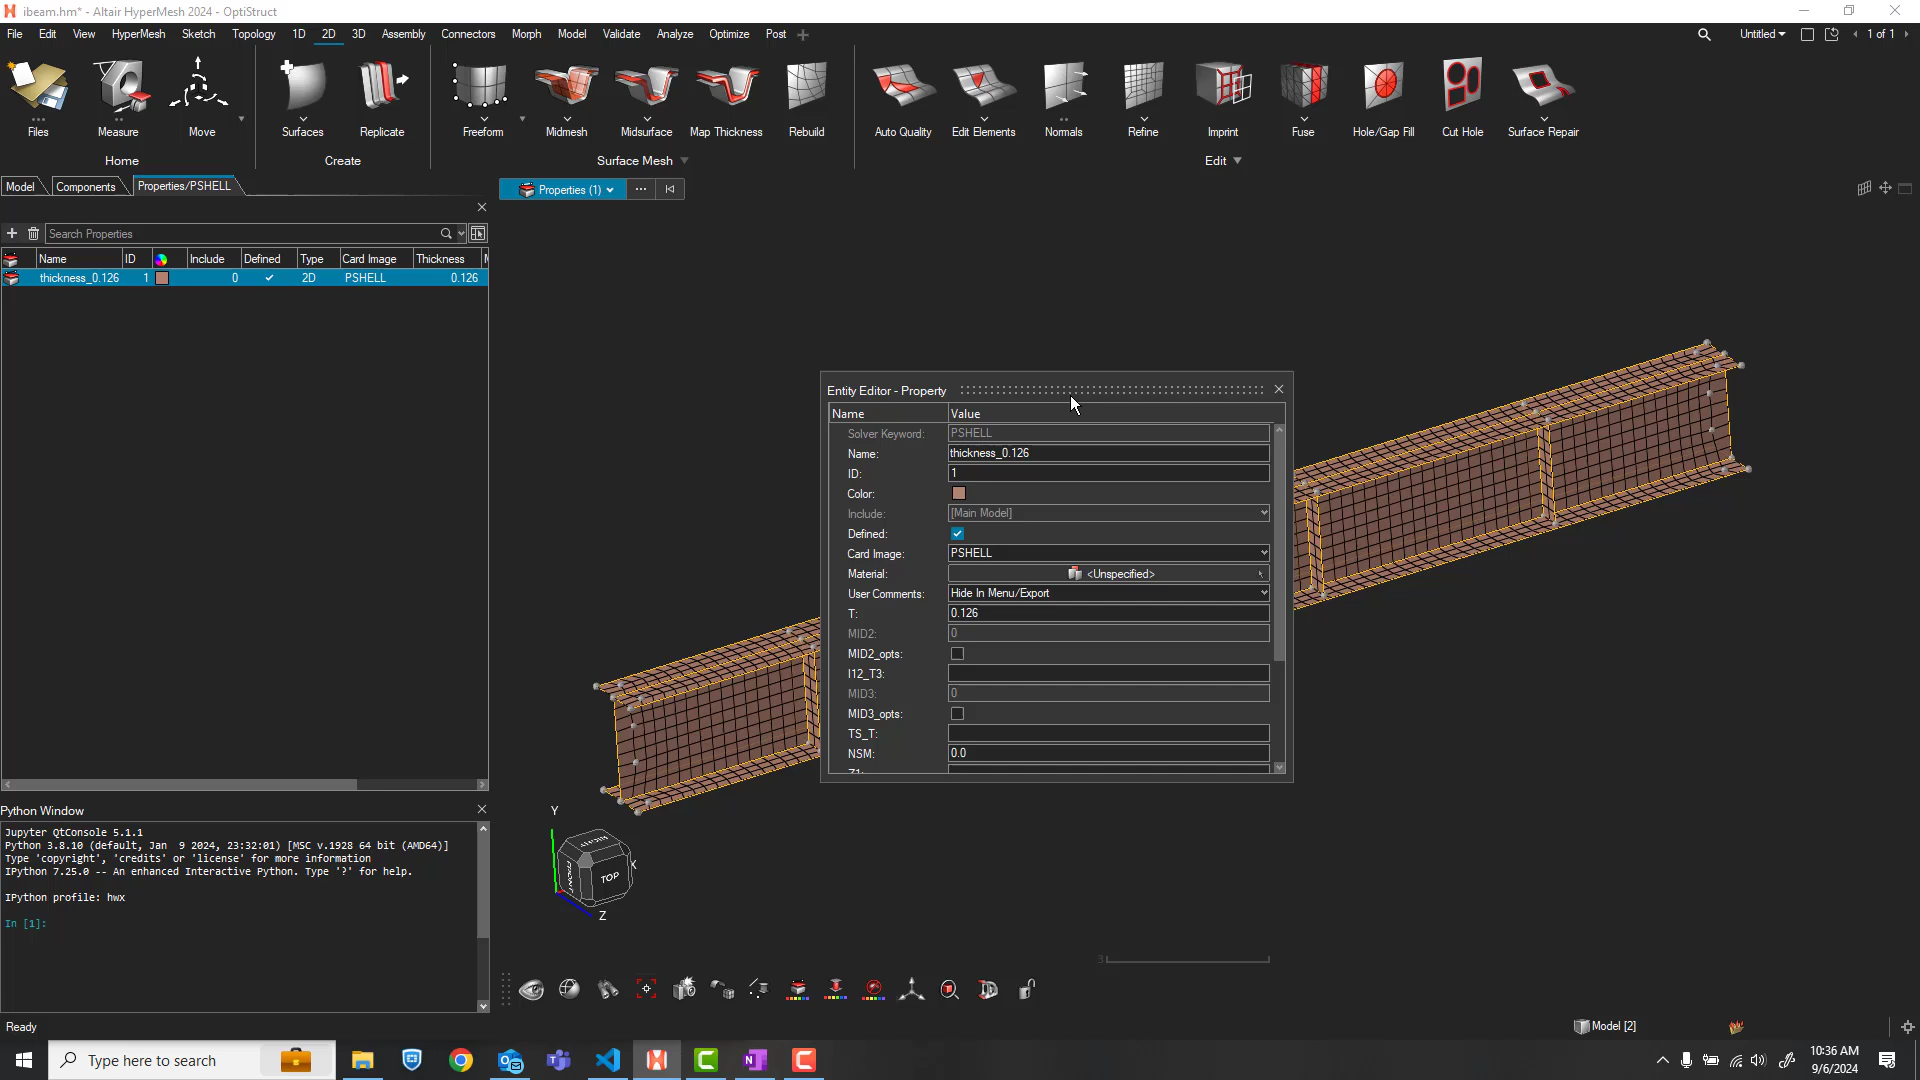 ibeam.hm* - Altair HyperMesh 2024 - OptiStruct
File Edit View HyperMesh Sketch Topology 1D 2D 3D Assembly Connectors Morph Model Validate Analyze Optimize Post Untitled 1 of 1
Files Measure Move Surfaces Replicate Freeform Midmesh Midsurface Map Thickness Rebuild Auto Quality Edit Elements Normals Refine Imprint Fuse Hole/Gap Fill Cut Hole Surface Repair
Home Create Surface Mesh Edit
Model Components Properties/PSHELL
Properties (1)
Search Properties
Name ID Include Defined Type Card Image Thickness
thickness_0.126 1 0 2D PSHELL 0.126
Entity Editor - Property
Name Value
Solver Keyword: PSHELL
Name: thickness_0.126
ID: 1
Color:
Include: [Main Model]
Defined:
Card Image: PSHELL
Material: <Unspecified>
User Comments: Hide In Menu/Export
T: 0.126
MID2: 0
MID2_opts:
I12_T3:
MID3: 0
MID3_opts:
TS_T:
NSM: 0.0
Z1:
Python Window
Jupyter QtConsole 5.1.1
Python 3.8.10 (default, Jan 9 2024, 23:32:01) [MSC v.1928 64 bit (AMD64)]
Type 'copyright', 'credits' or 'license' for more information
IPython 7.25.0 -- An enhanced Interactive Python. Type '?' for help.
IPython profile: hwx
In [1]:
Y
X
TOP
Z
3
Ready
Model [2]
Type here to search
10:36 AM
9/6/2024